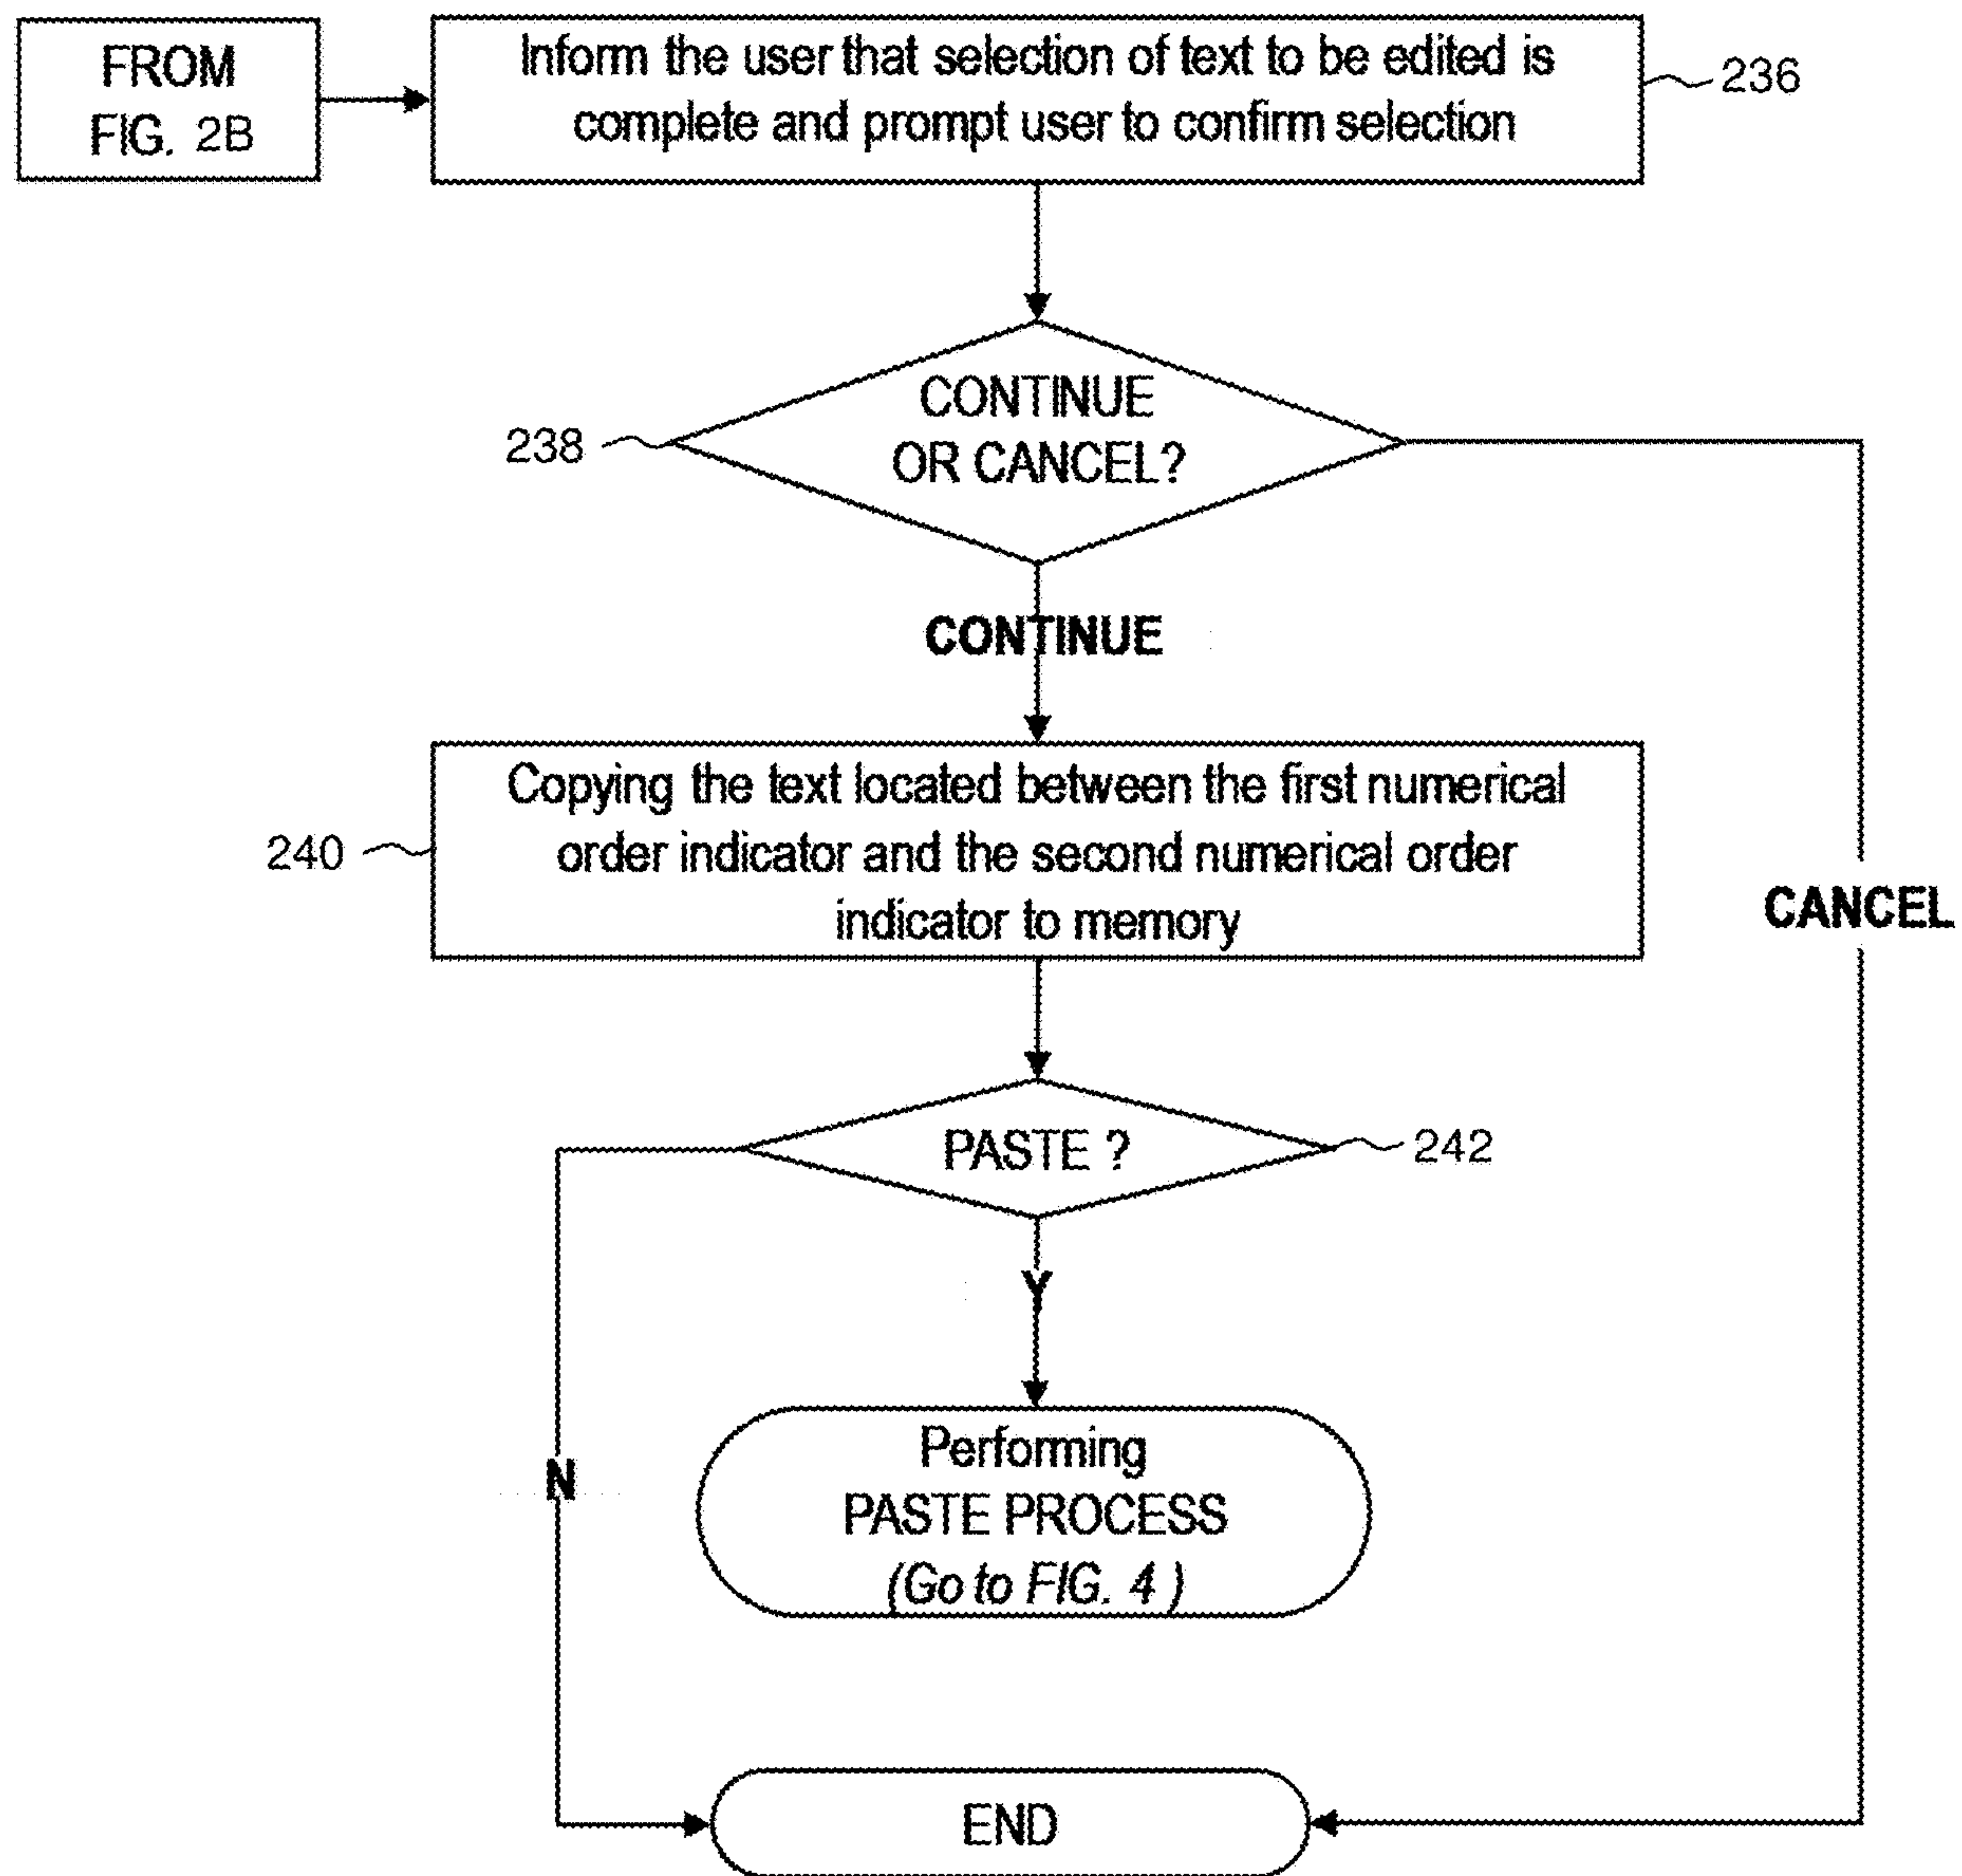 FROM
FIG. 2B
Inform the user that selection of text to be edited is
complete and prompt user to confirm selection
236
CONTINUE
OR CANCEL?
238
CONTINUE
Copying the text located between the first numerical
order indicator and the second numerical order
indicator to memory
240
CANCEL
PASTE ?
242
Y
N
Performing
PASTE PROCESS
(Go to FIG. 4 )
END